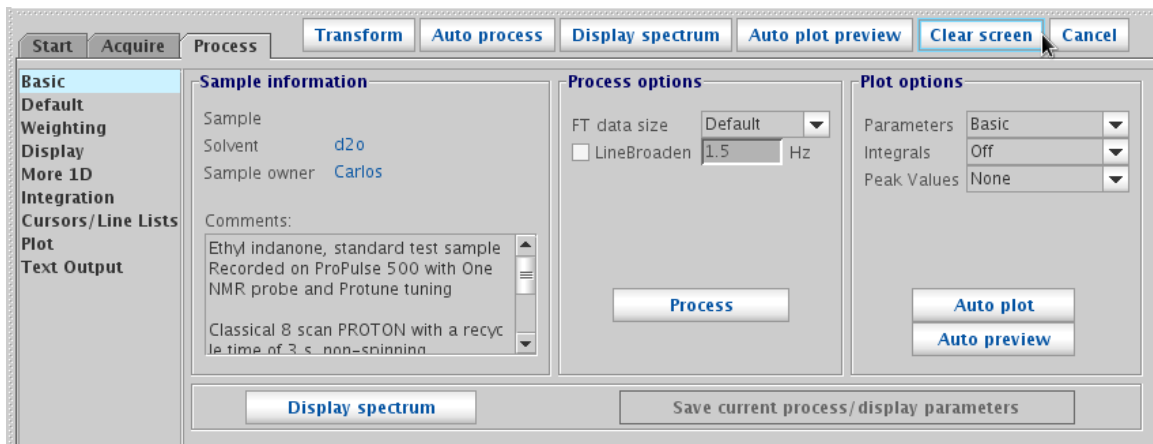 Start Acquire Process Transform Auto process Display spectrum Auto plot preview Clear screen Cancel
Basic
Default
Weighting
Display
More 1D
Integration
Cursors/Line Lists
Plot
Text Output
Sample information
Sample
Solvent d2o
Sample owner Carlos
Comments:
Ethyl indanone, standard test sample
Recorded on ProPulse 500 with One
NMR probe and Protune tuning
Classical 8 scan PROTON with a recyc
le time of 3 s, non-spinning
Process options
FT data size Default
LineBroaden 1.5 Hz
Process
Plot options
Parameters Basic
Integrals Off
Peak Values None
Auto plot
Auto preview
Display spectrum Save current process/display parameters